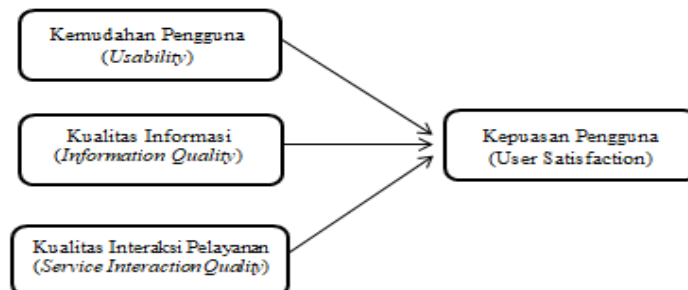 Kemudahan Pengguna
(Usability)
Kualitas Informasi
(Information Quality)
Kepuasan Pengguna
(User Satisfaction)
Kualitas Interaksi Pelayanan
(Service Interaction Quality)